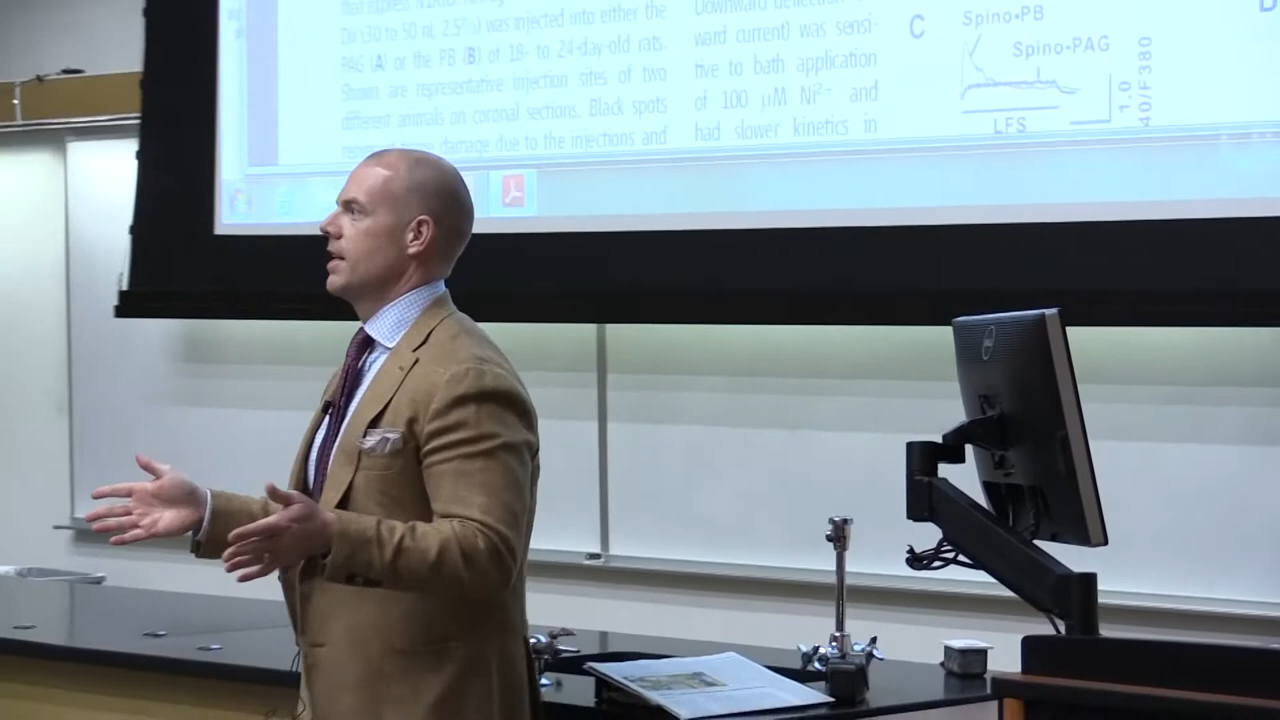 DiI (30 to 50 nl, 2.5%) was injected into either the
PAG (A) or the PB (B) of 18- to 24-day-old rats.
Shown are representative injection sites of two
different animals on coronal sections. Black spots
damage due to the injections and
Downward deflection
ward current) was sensi-
tive to bath application
of 100 µM Ni²⁺ and
had slower kinetics in
C
Spino•PB
Spino•PAG
LFS
1.0
40/F380
DELL